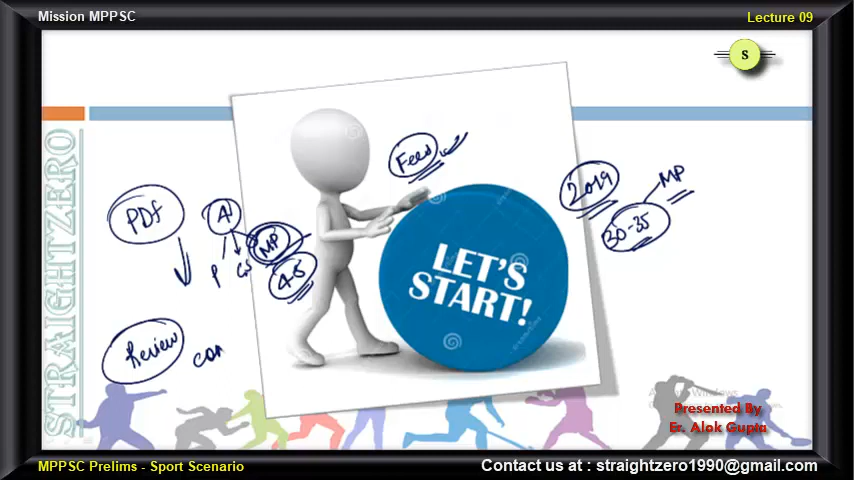 Mission MPPSC
Lecture 09
S
STRAIGHTZERO
Feed
2019
MP
30-35
PDF
A
MP
P
45
LET'S
START!
Review
con
Presented By
Er. Alok Gupta
MPPSC Prelims - Sport Scenario
Contact us at : straightzero1990@gmail.com